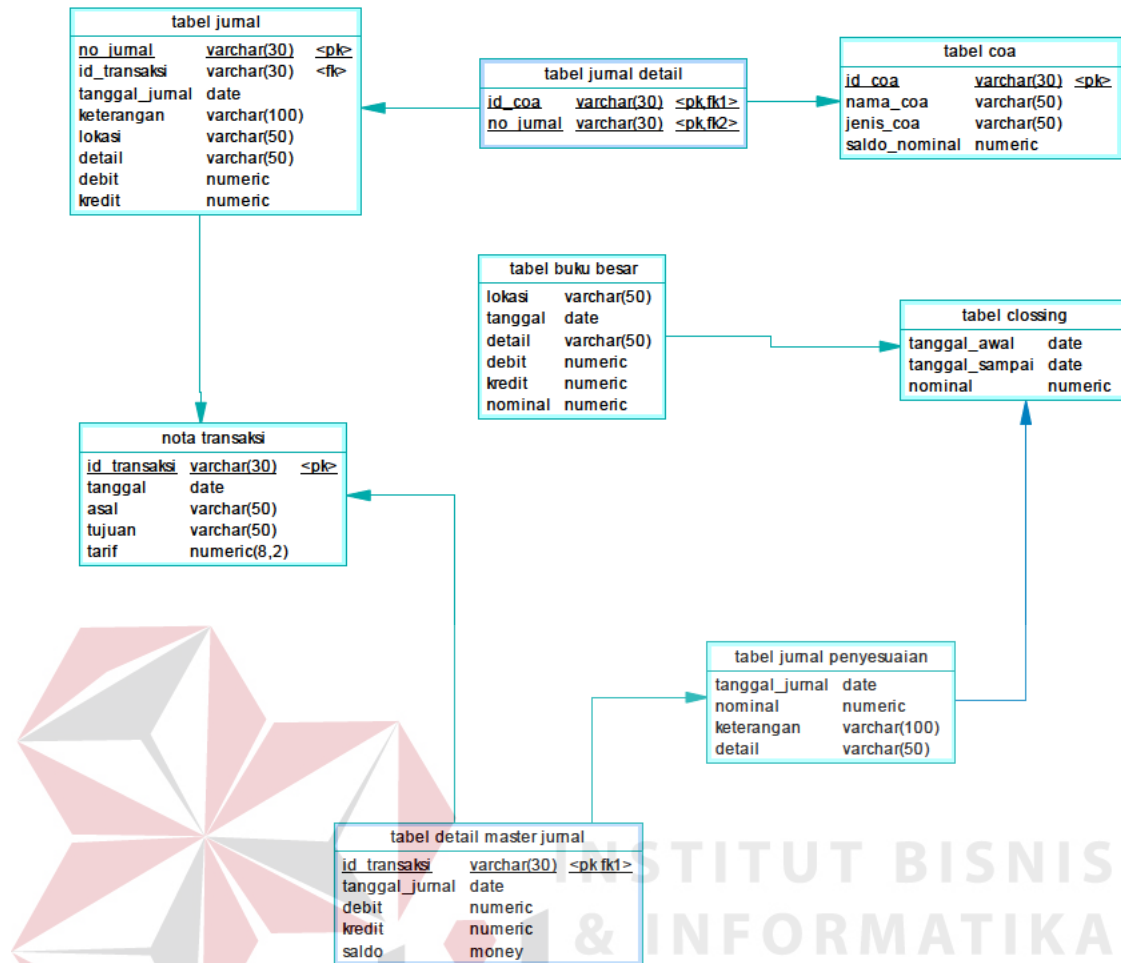 tabel jurnal
no_jurnal varchar(30) <pk>
id_transaksi varchar(30) <fk>
tanggal_jurnal date
keterangan varchar(100)
lokasi varchar(50)
detail varchar(50)
debit numeric
kredit numeric
tabel jurnal detail
id_coa varchar(30) <pk,fk1>
no_jurnal varchar(30) <pk,fk2>
tabel coa
id_coa varchar(30) <pk>
nama_coa varchar(50)
jenis_coa varchar(50)
saldo_nominal numeric
tabel buku besar
lokasi varchar(50)
tanggal date
detail varchar(50)
debit numeric
kredit numeric
nominal numeric
tabel clossing
tanggal_awal date
tanggal_sampai date
nominal numeric
nota transaksi
id_transaksi varchar(30) <pk>
tanggal date
asal varchar(50)
tujuan varchar(50)
tarif numeric(8,2)
tabel jurnal penyesuaian
tanggal_jurnal date
nominal numeric
keterangan varchar(100)
detail varchar(50)
tabel detail master jurnal
id_transaksi varchar(30) <pk fk1>
tanggal_jurnal date
debit numeric
kredit numeric
saldo money
INSTITUT BISNIS
& INFORMATIKA